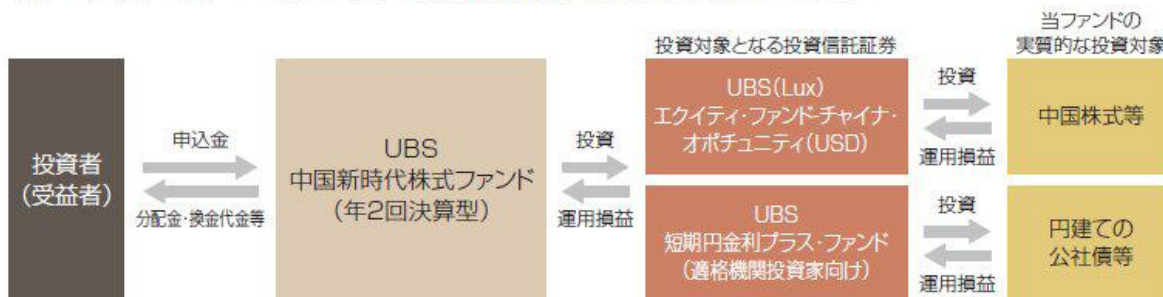 当ファンドの
投資対象となる投資信託証券
実質的な投資対象
投資者
(受益者)
申込金
分配金・換金代金等
UBS
中国新時代株式ファンド
(年2回決算型)
投資
運用損益
UBS(Lux)
エクイティ・ファンド-チャイナ・
オポチュニティ(USD)
投資
運用損益
中国株式等
UBS
短期円金利プラス・ファンド
(適格機関投資家向け)
投資
運用損益
円建ての
公社債等